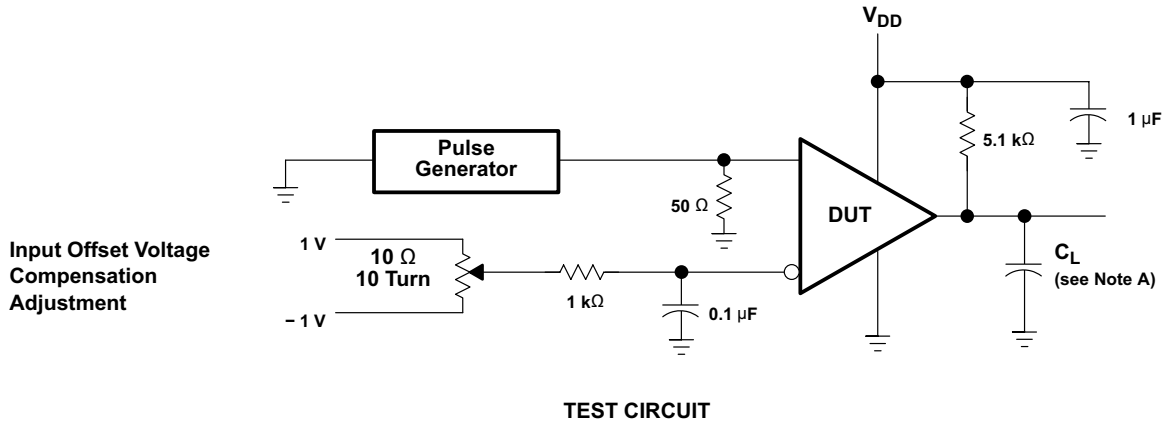 V_DD
Pulse
Generator
5.1 kΩ
1 µF
50 Ω
DUT
Input Offset Voltage
Compensation
Adjustment
1 V
10 Ω
10 Turn
− 1 V
1 kΩ
0.1 µF
C_L
(see Note A)
TEST CIRCUIT